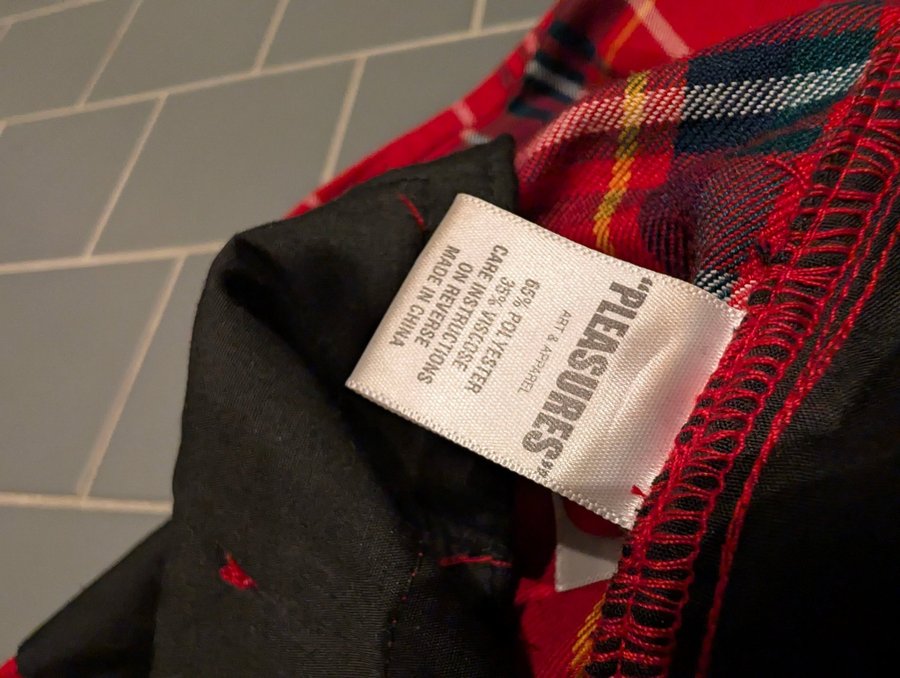 "PLEASURES"
ART & APPAREL
65% POLYESTER
35% VISCOSE
CARE INSTRUCTIONS
ON REVERSE
MADE IN CHINA